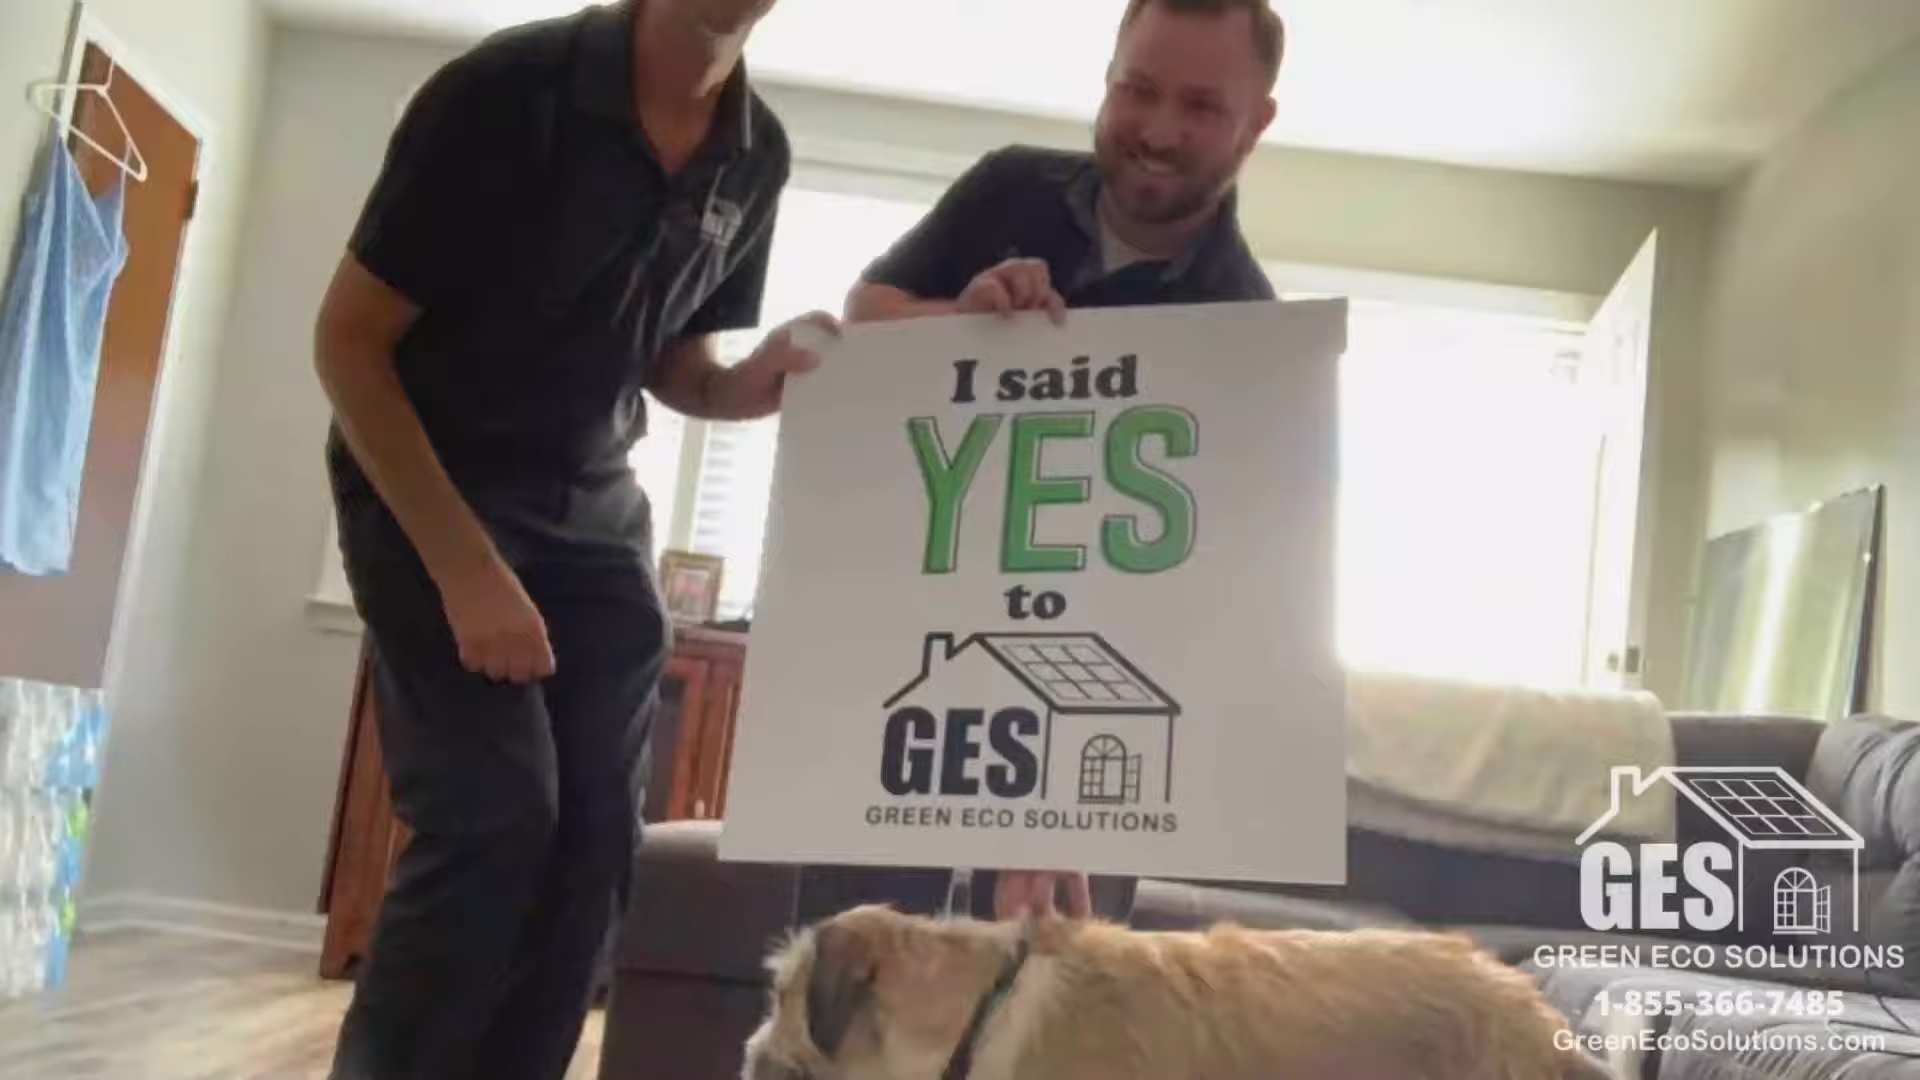 I said
YES
to
GES
GREEN ECO SOLUTIONS
GES
GREEN ECO SOLUTIONS
1-855-366-7485
GreenEcoSolutions.com